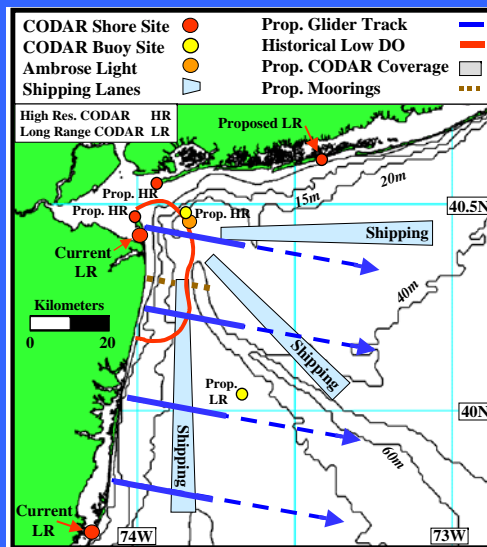 CODAR Shore Site
CODAR Buoy Site
Ambrose Light
Shipping Lanes
Prop. Glider Track
Historical Low DO
Prop. CODAR Coverage
Prop. Moorings
High Res. CODAR HR
Long Range CODAR LR
Proposed LR
20m
15m
Prop. HR
40.5N
Prop. HR
Prop. HR
Shipping
Current
LR
40m
Kilometers
0 20
Shipping
Prop.
LR
40N
Shipping
60m
Current
LR
74W
73W